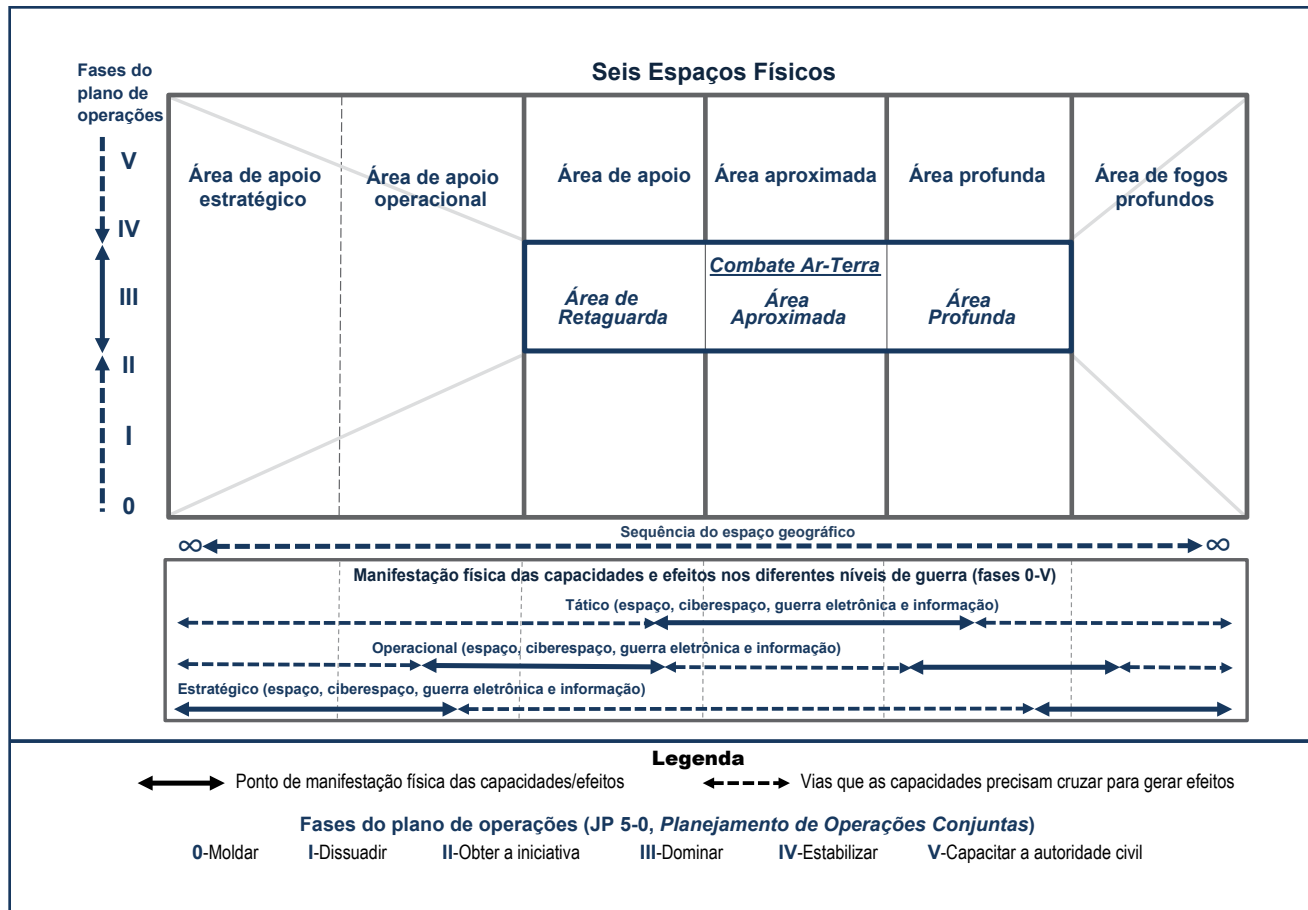 Seis Espaços Físicos
Fases do
plano de
operações
V
IV
III
II
I
0
Área de apoio
estratégico
Área de apoio
operacional
Área de apoio
Área aproximada
Área profunda
Área de fogos
profundos
Combate Ar-Terra
Área de
Retaguarda
Área
Aproximada
Área
Profunda
Sequência do espaço geográfico
∞ ∞
Manifestação física das capacidades e efeitos nos diferentes níveis de guerra (fases 0-V)
Tático (espaço, ciberespaço, guerra eletrônica e informação)
Operacional (espaço, ciberespaço, guerra eletrônica e informação)
Estratégico (espaço, ciberespaço, guerra eletrônica e informação)
Legenda
Ponto de manifestação física das capacidades/efeitos
Vias que as capacidades precisam cruzar para gerar efeitos
Fases do plano de operações (JP 5-0, Planejamento de Operações Conjuntas)
0-Moldar I-Dissuadir II-Obter a iniciativa III-Dominar IV-Estabilizar V-Capacitar a autoridade civil